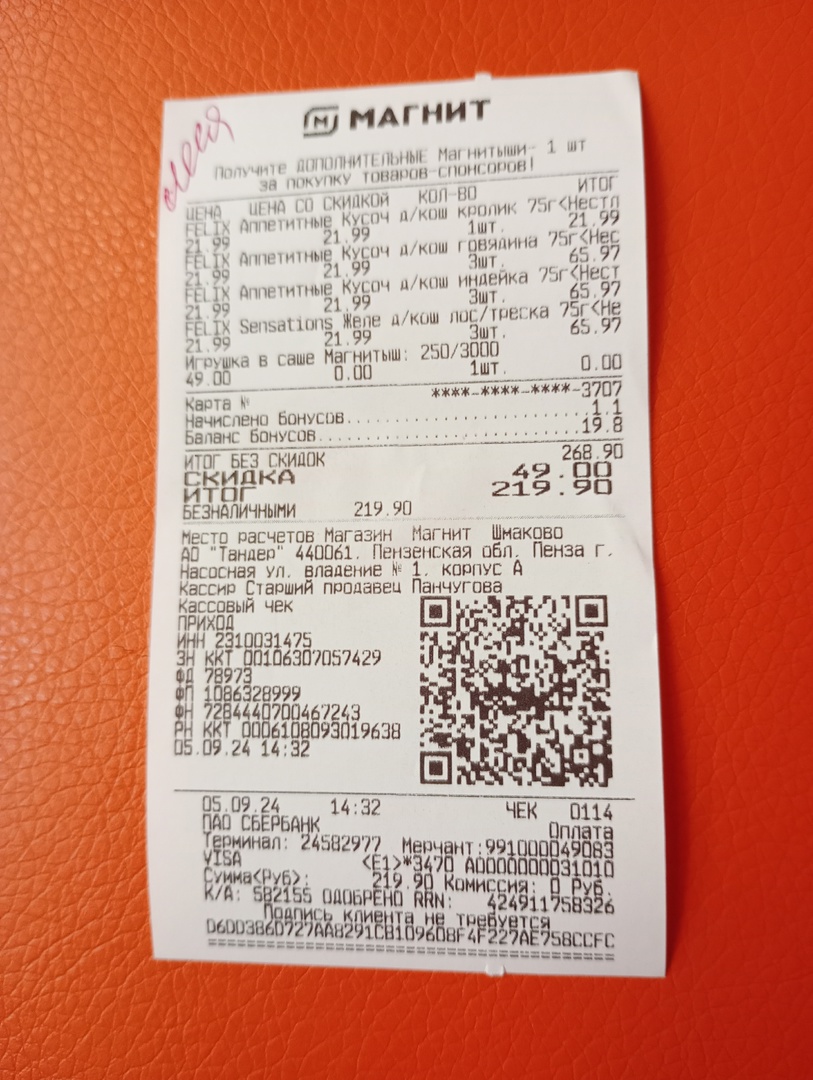 олеся
МАГНИТ
Получите ДОПОЛНИТЕЛЬНЫЕ Магнитыши- 1 шт
за покупку товаров-спонсоров!
ЦЕНА ЦЕНА СО СКИДКОЙ КОЛ-ВО ИТОГ
FELIX Аппетитные Кусоч д/кош кролик 75г<Нестл
21.99 21.99 1шт. 21.99
FELIX Аппетитные Кусоч д/кош говядина 75г<Нес
21.99 21.99 3шт. 65.97
FELIX Аппетитные Кусоч д/кош индейка 75г<Нест
21.99 21.99 3шт. 65.97
FELIX Sensations Желе д/кош лос/треска 75г<Не
21.99 21.99 3шт. 65.97
Игрушка в саше Магнитыш: 250/3000
49.00 0.00 1шт. 0.00
Карта № ****-****-****-3707
Начислено бонусов..........................1.1
Баланс бонусов............................19.8
ИТОГ БЕЗ СКИДОК 268.90
СКИДКА 49.00
ИТОГ 219.90
БЕЗНАЛИЧНЫМИ 219.90
Место расчетов Магазин Магнит Шмаково
АО "Тандер" 440061, Пензенская обл. Пенза г.
Насосная ул. владение № 1, корпус А
Кассир Старший продавец Панчугова
Кассовый чек
ПРИХОД
ИНН 2310031475
ЗН ККТ 00106307057429
ФД 78973
ФП 1086328999
ФН 7284440700467243
РН ККТ 0006108093019638
05.09.24 14:32
05.09.24 14:32 ЧЕК 0114
ПАО СБЕРБАНК Оплата
Терминал: 24582977 Мерчант:991000049083
VISA <E1>*3470 A0000000031010
Сумма<Руб>: 219.90 Комиссия: 0 Руб.
К/А: 582155 ОДОБРЕНО RRN: 424911758326
Подпись клиента не требуется
D6DD386D727AA8291CB109608F4F227AE758CCFC
==========================================